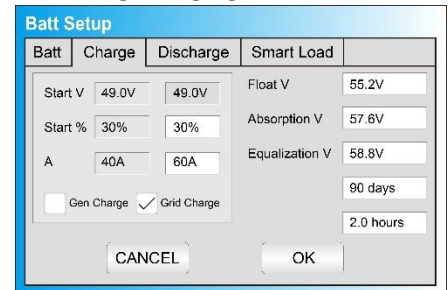 Batt Setup
Batt Charge Discharge Smart Load
Start V 49.0V 49.0V
Start % 30% 30%
A 40A 60A
Gen Charge Grid Charge
Float V 55.2V
Absorption V 57.6V
Equalization V 58.8V
90 days
2.0 hours
CANCEL OK